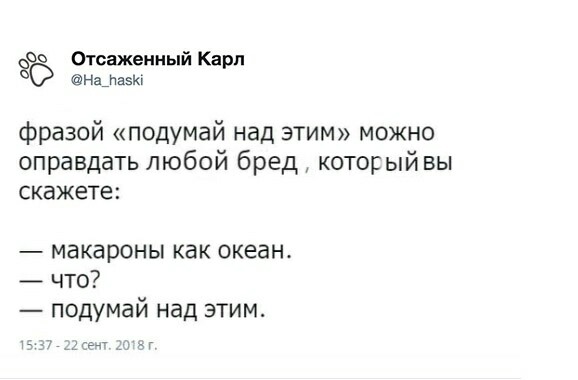 Отсаженный Карл
@Ha_haski
фразой «подумай над этим» можно
оправдать любой бред , который вы
скажете:
— макароны как океан.
— что?
— подумай над этим.
15:37 - 22 сент. 2018 г.